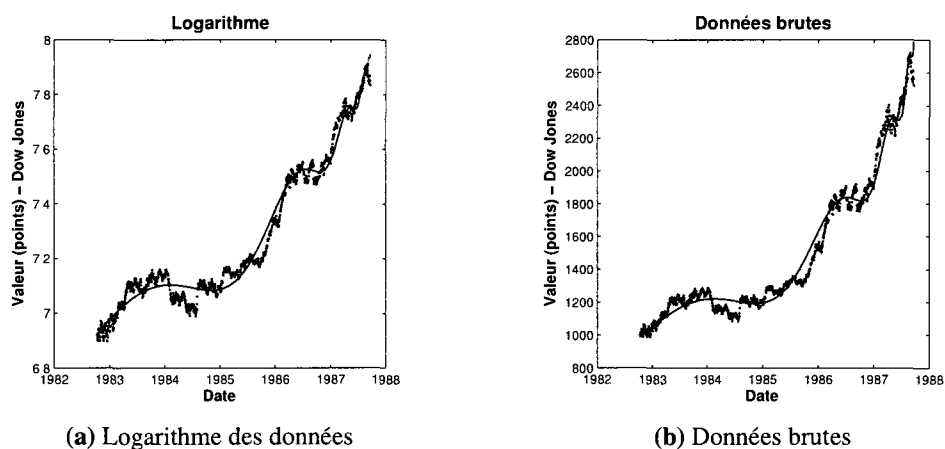 Logarithme
Valeur (points) – Dow Jones
8
7 8
7 6
7 4
7 2
7
6 8
1982 1983 1984 1985 1986 1987 1988
Date
(a) Logarithme des données
Données brutes
Valeur (points) – Dow Jones
2800
2600
2400
2200
2000
1800
1600
1400
1200
1000
800
1982 1983 1984 1985 1986 1987 1988
Date
(b) Données brutes